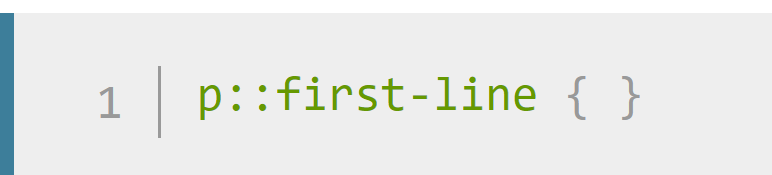 1 p::first-line { }